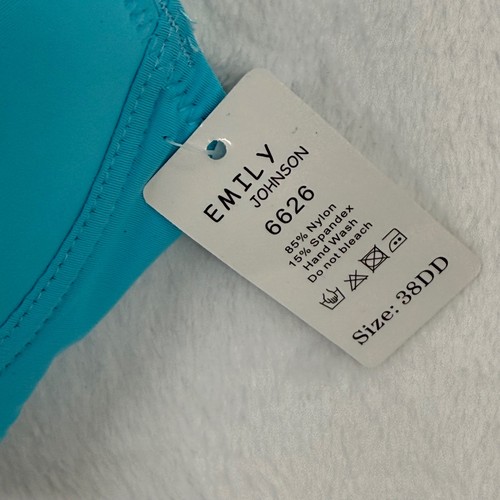 EMILY
JOHNSON
6626
85% Nylon
15% Spandex
Hand Wash
Do not bleach
Size: 38DD